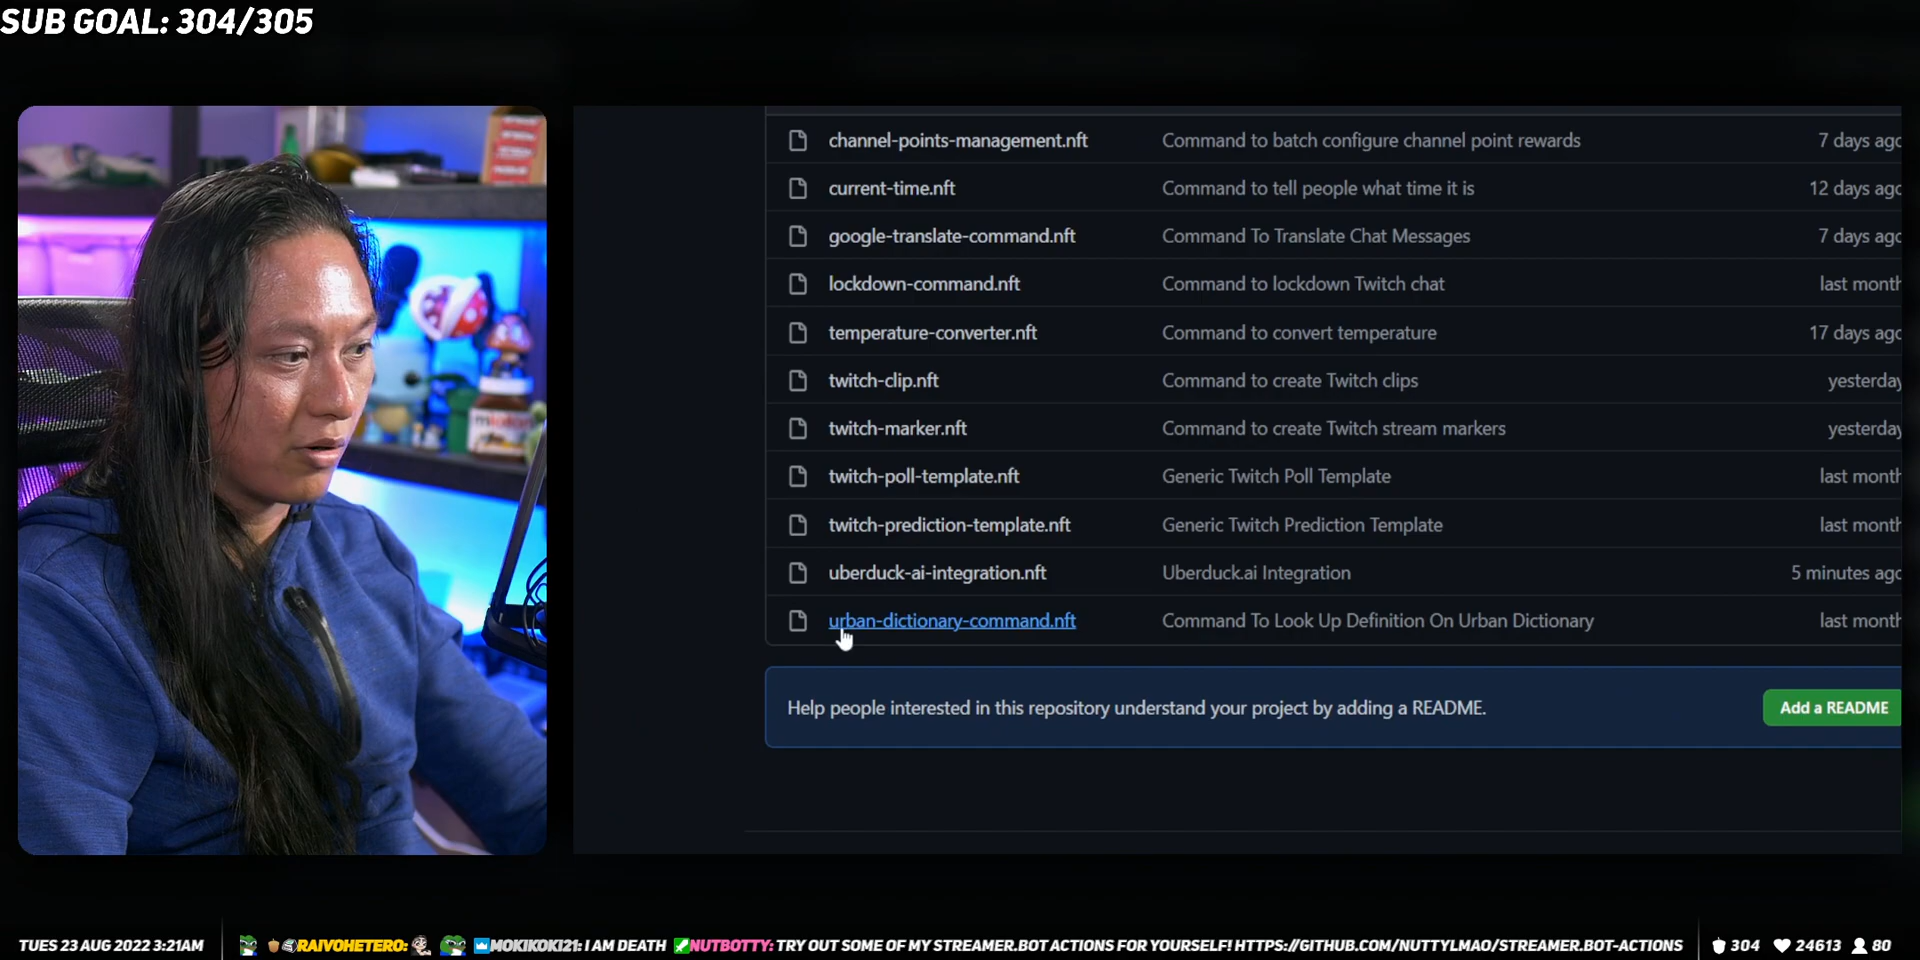 SUB GOAL: 304/305
channel-points-management.nft Command to batch configure channel point rewards 7 days ago
current-time.nft Command to tell people what time it is 12 days ago
google-translate-command.nft Command To Translate Chat Messages 7 days ago
lockdown-command.nft Command to lockdown Twitch chat last month
temperature-converter.nft Command to convert temperature 17 days ago
twitch-clip.nft Command to create Twitch clips yesterday
twitch-marker.nft Command to create Twitch stream markers yesterday
twitch-poll-template.nft Generic Twitch Poll Template last month
twitch-prediction-template.nft Generic Twitch Prediction Template last month
uberduck-ai-integration.nft Uberduck.ai Integration 5 minutes ago
urban-dictionary-command.nft Command To Look Up Definition On Urban Dictionary last month
Help people interested in this repository understand your project by adding a README. Add a README
TUES 23 AUG 2022 3:21AM RAIVOHETERO: MOKIKOKI21: I AM DEATH NUTBOTTY: TRY OUT SOME OF MY STREAMER.BOT ACTIONS FOR YOURSELF! HTTPS://GITHUB.COM/NUTTYLMAO/STREAMER.BOT-ACTIONS 304 24613 80